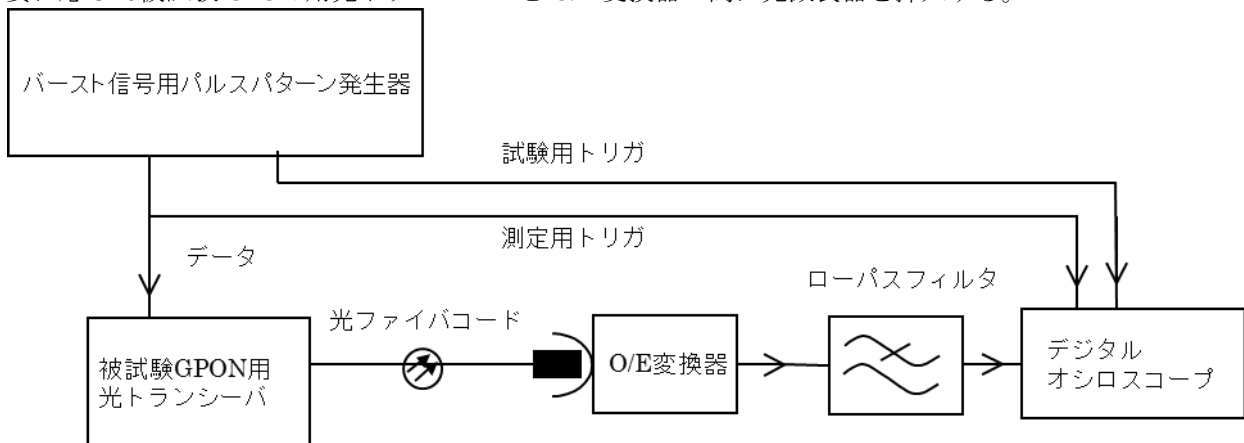 バースト信号用パルスパターン発生器
試験用トリガ
測定用トリガ
データ
ローパスフィルタ
光ファイバコード
被試験GPON用
光トランシーバ
O/E変換器
デジタル
オシロスコープ